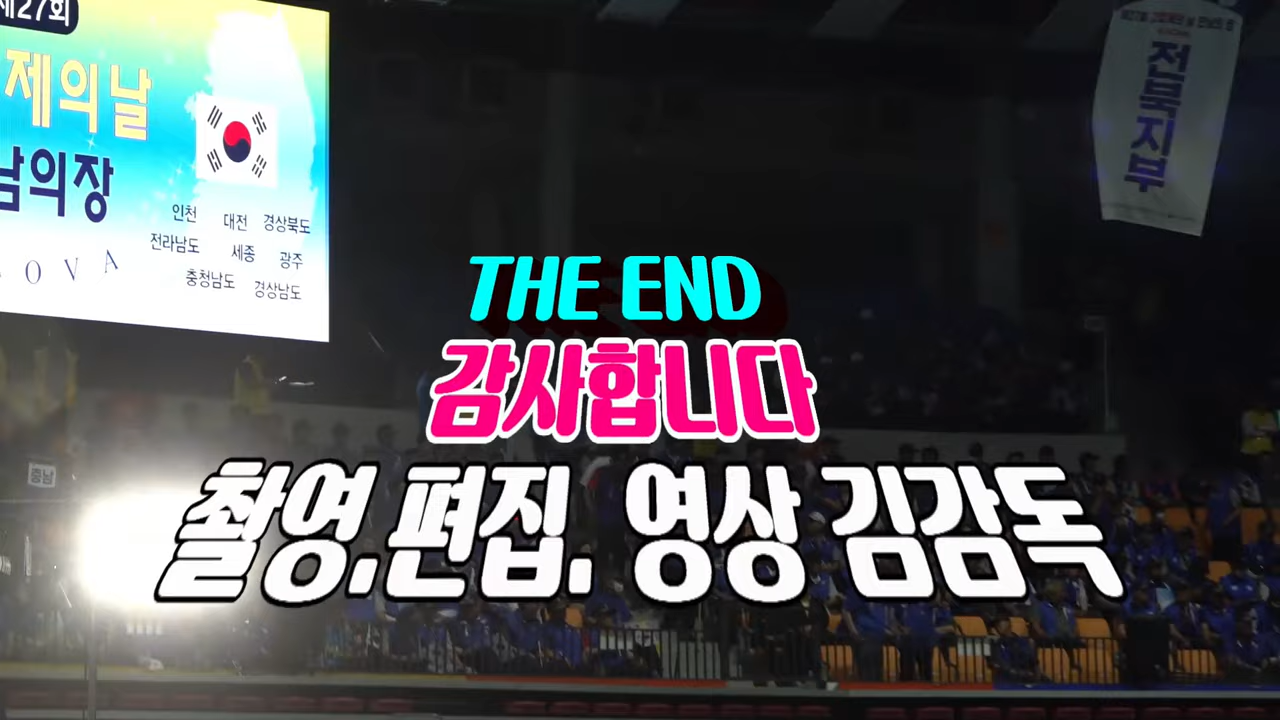 제27회
제의날
남의장
OVA
인천 대전 경상북도
전라남도 세종 광주
충청남도 경상남도
전북지부
THE END
감사합니다
충남
촬영.편집. 영상 김감독